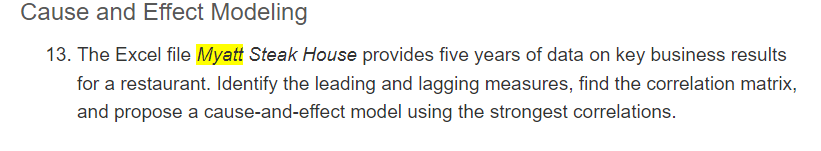 Cause and Effect Modeling
13. The Excel file Myatt Steak House provides five years of data on key business results
for a restaurant. Identify the leading and lagging measures, find the correlation matrix,
and propose a cause-and-effect model using the strongest correlations.